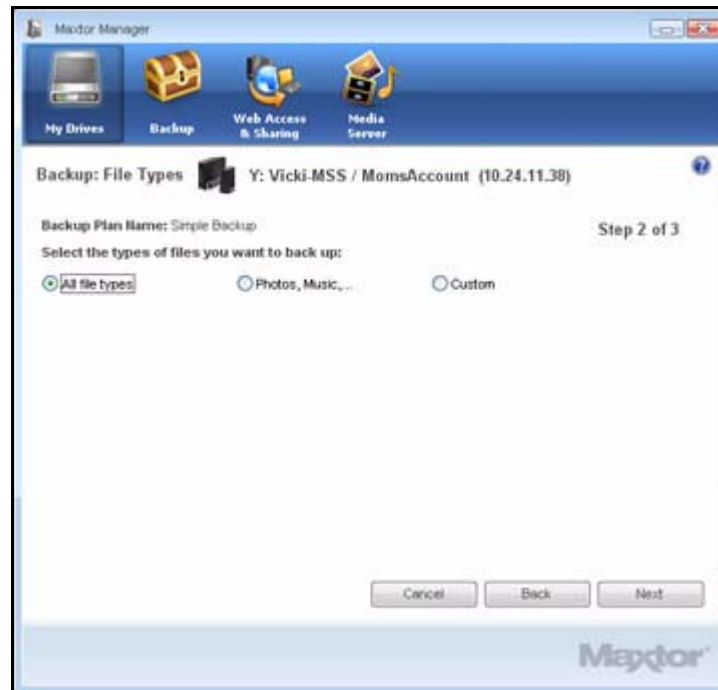 Maxtor Manager
My Drives
Backup
Web Access
& Sharing
Media
Server
Backup: File Types
Y: Vicki-MSS / MomsAccount (10.24.11.38)
?
Backup Plan Name: Simple Backup
Step 2 of 3
Select the types of files you want to back up:
All file types
Photos, Music,...
Custom
Cancel
Back
Next
Maxtor